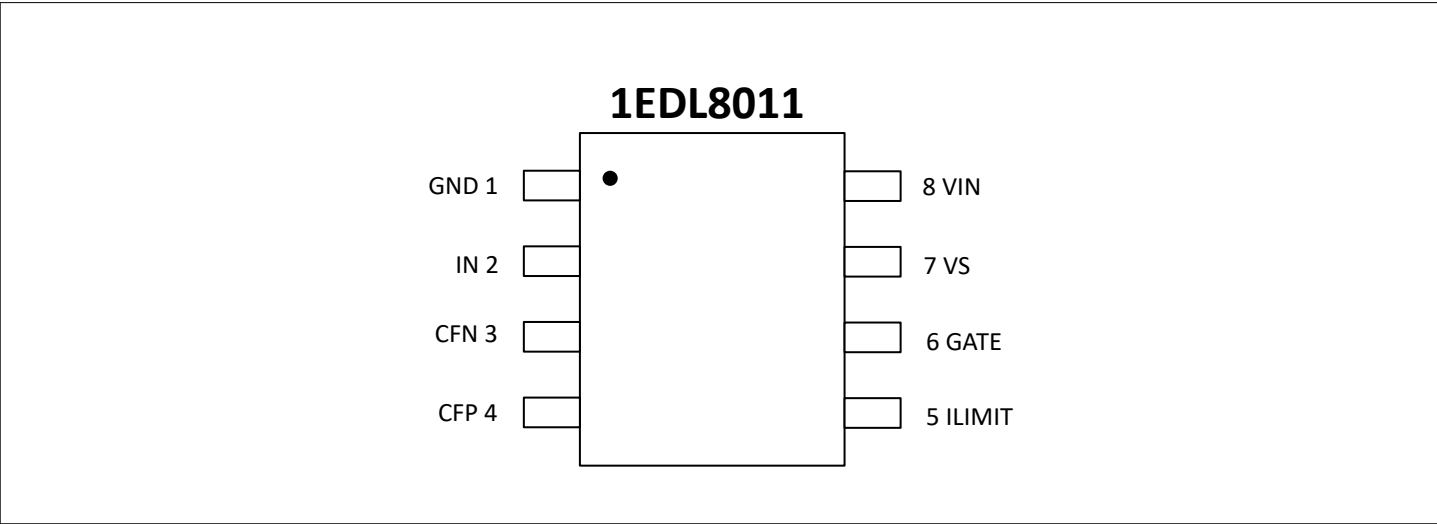 1EDL8011
GND 1
8 VIN
IN 2
7 VS
CFN 3
6 GATE
CFP 4
5 ILIMIT